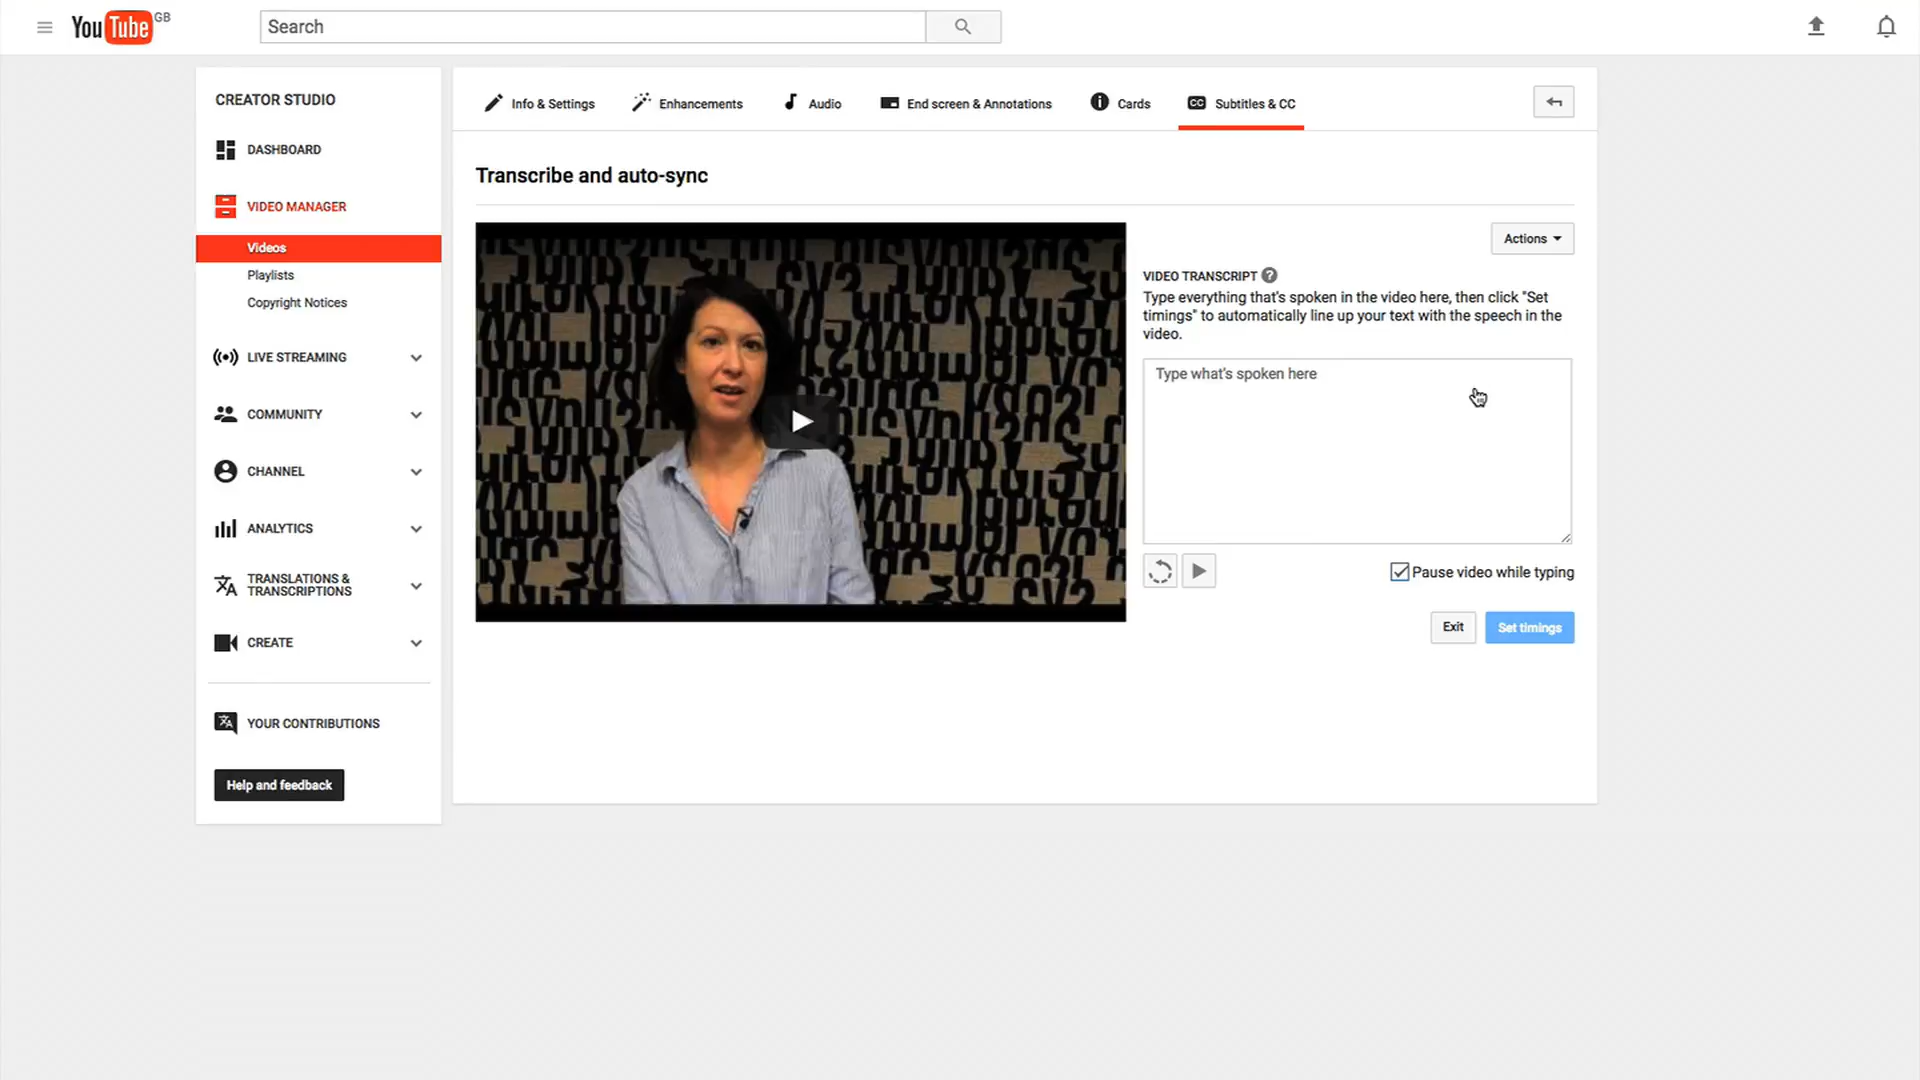 YouTube GB
Search
CREATOR STUDIO
DASHBOARD
VIDEO MANAGER
Videos
Playlists
Copyright Notices
LIVE STREAMING
COMMUNITY
CHANNEL
ANALYTICS
TRANSLATIONS &
TRANSCRIPTIONS
CREATE
YOUR CONTRIBUTIONS
Help and feedback
Info & Settings
Enhancements
Audio
End screen & Annotations
Cards
CC Subtitles & CC
Transcribe and auto-sync
Actions
VIDEO TRANSCRIPT ?
Type everything that's spoken in the video here, then click "Set
timings" to automatically line up your text with the speech in the
video.
Type what's spoken here
Pause video while typing
Exit
Set timings